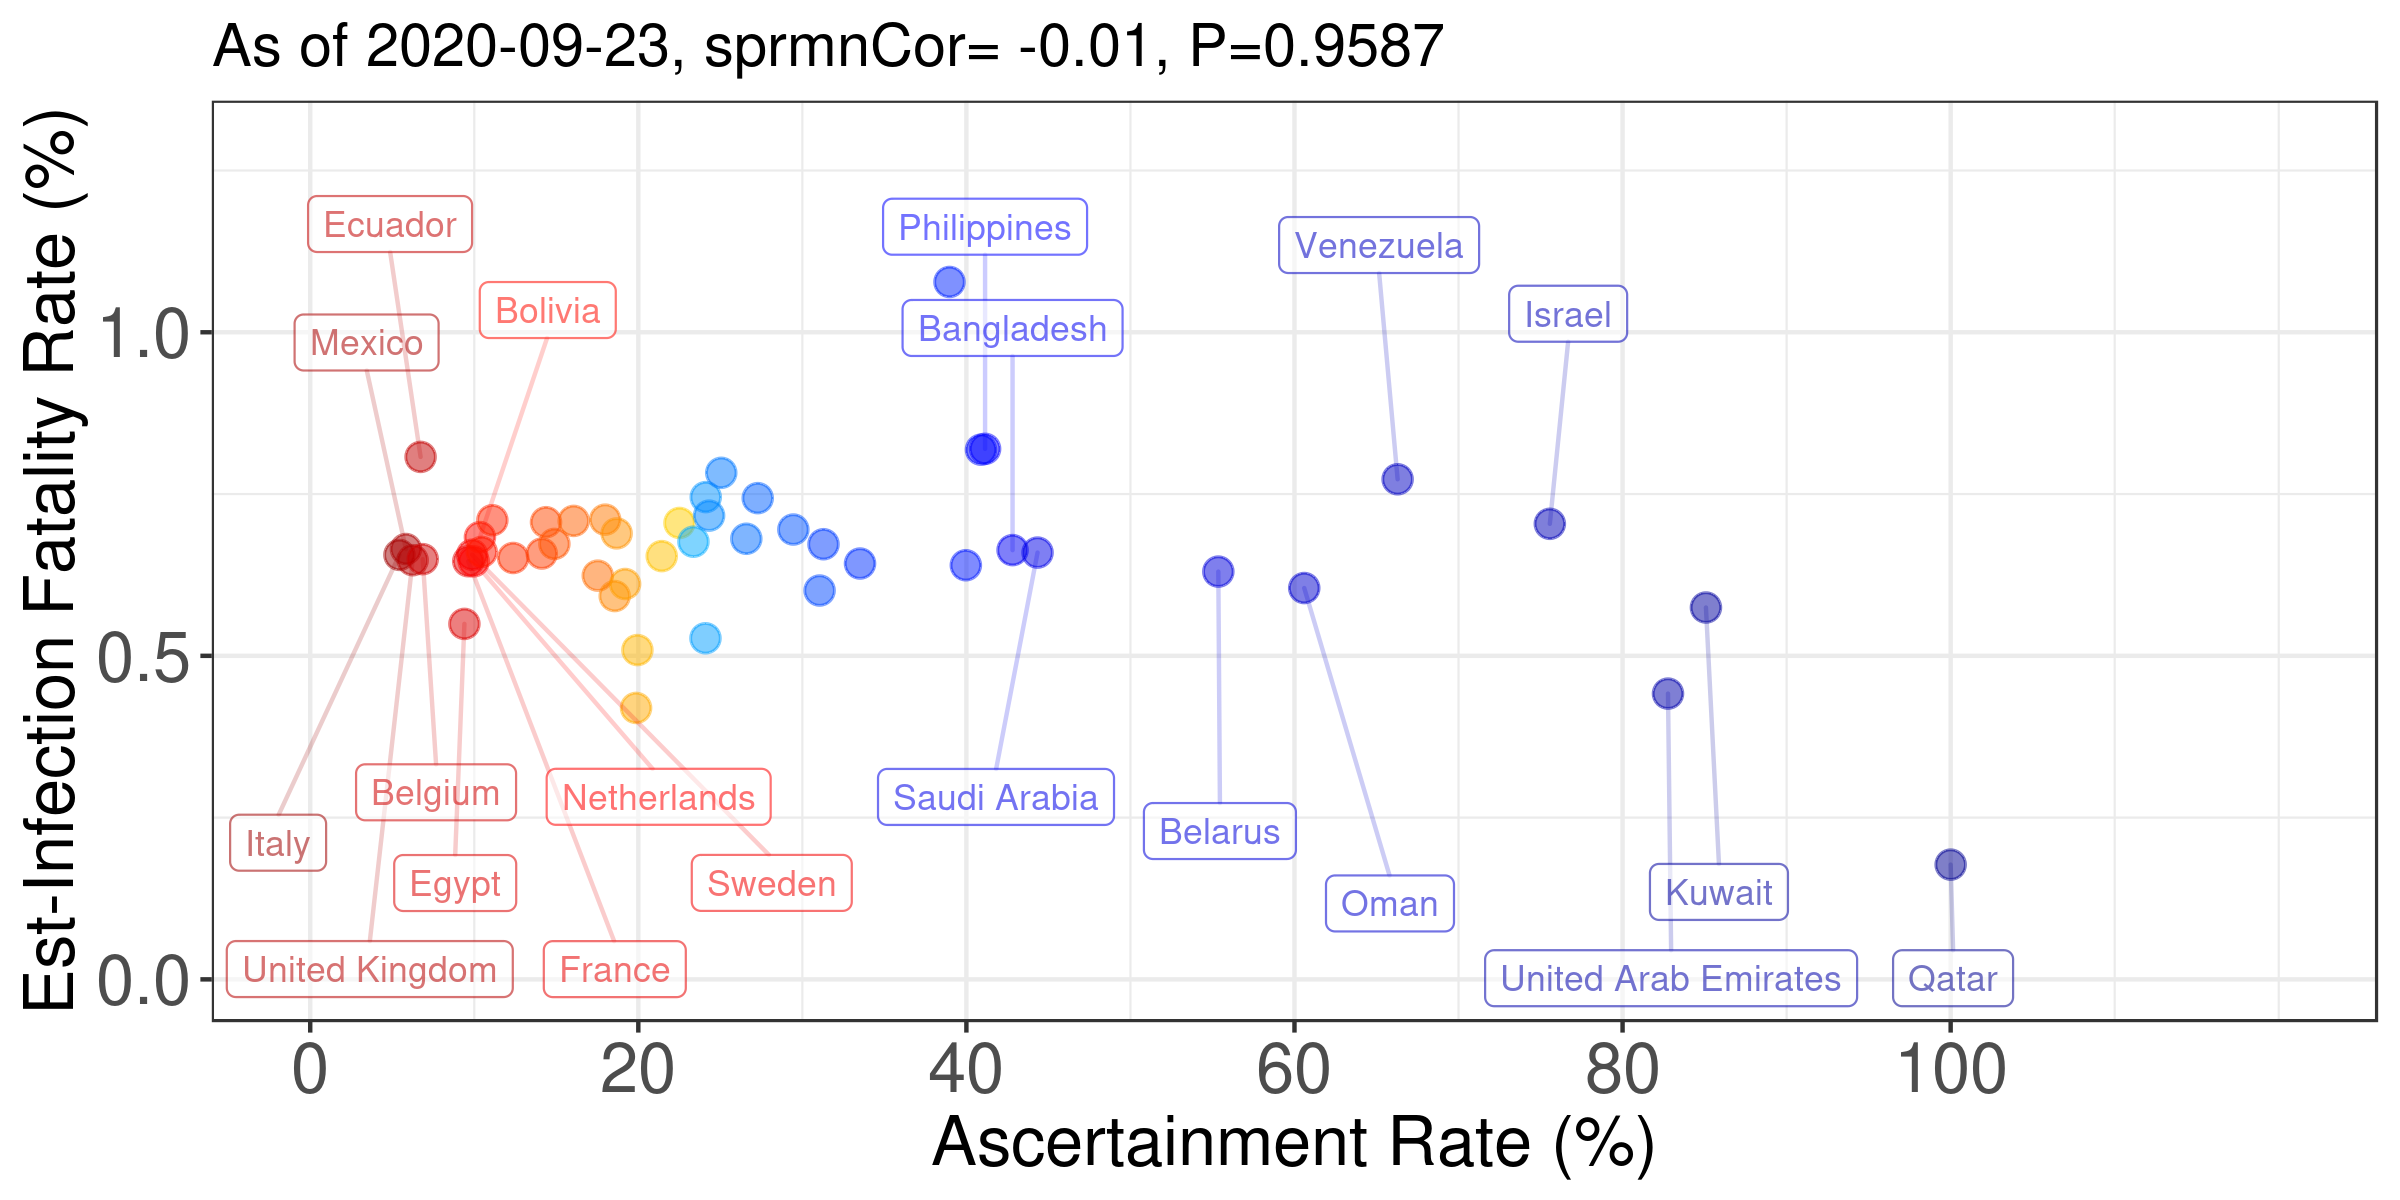 As of 2020-09-23, sprmnCor= -0.01, P=0.9587
Est-Infection Fatality Rate (%)
1.0
0.5
0.0
Ecuador
Philippines
Venezuela
Bolivia
Israel
Mexico
Bangladesh
Belgium
Netherlands
Saudi Arabia
Belarus
Italy
Egypt
Sweden
Kuwait
Oman
United Kingdom
France
United Arab Emirates
Qatar
0
20
40
60
80
100
Ascertainment Rate (%)